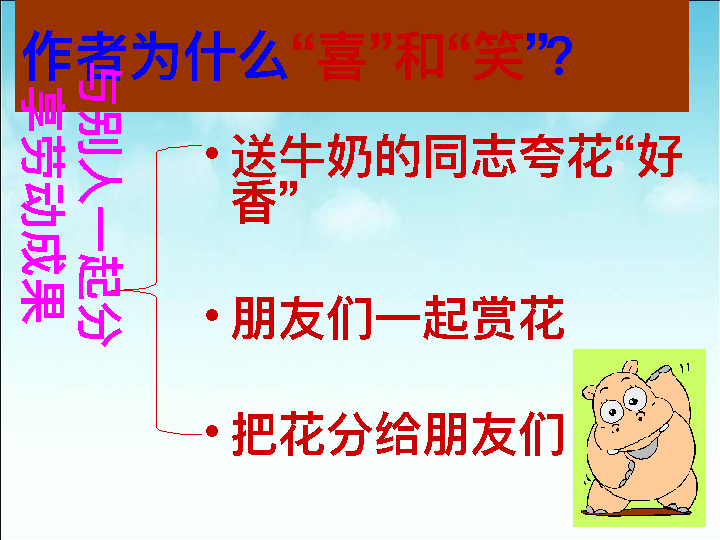 作者为什么“喜”和“笑”?
与别人一起分
享劳动成果
送牛奶的同志夸花“好
香”
朋友们一起赏花
把花分给朋友们